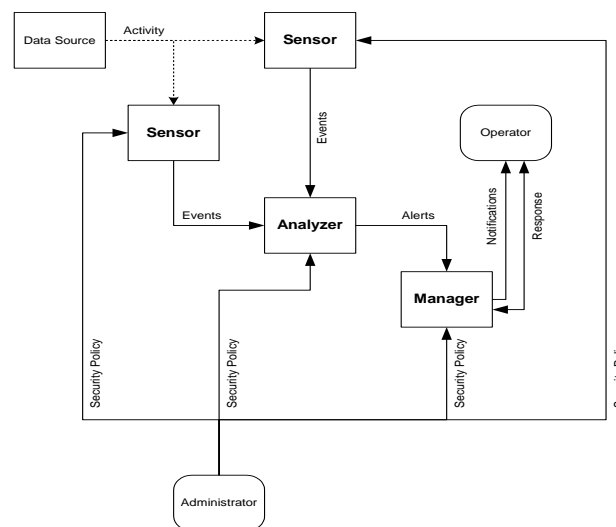 Activity
Data Source
Sensor
Sensor
Events
Operator
Events
Analyzer
Alerts
Notifications
Response
Manager
Security Policy
Security Policy
Security Policy
Administrator